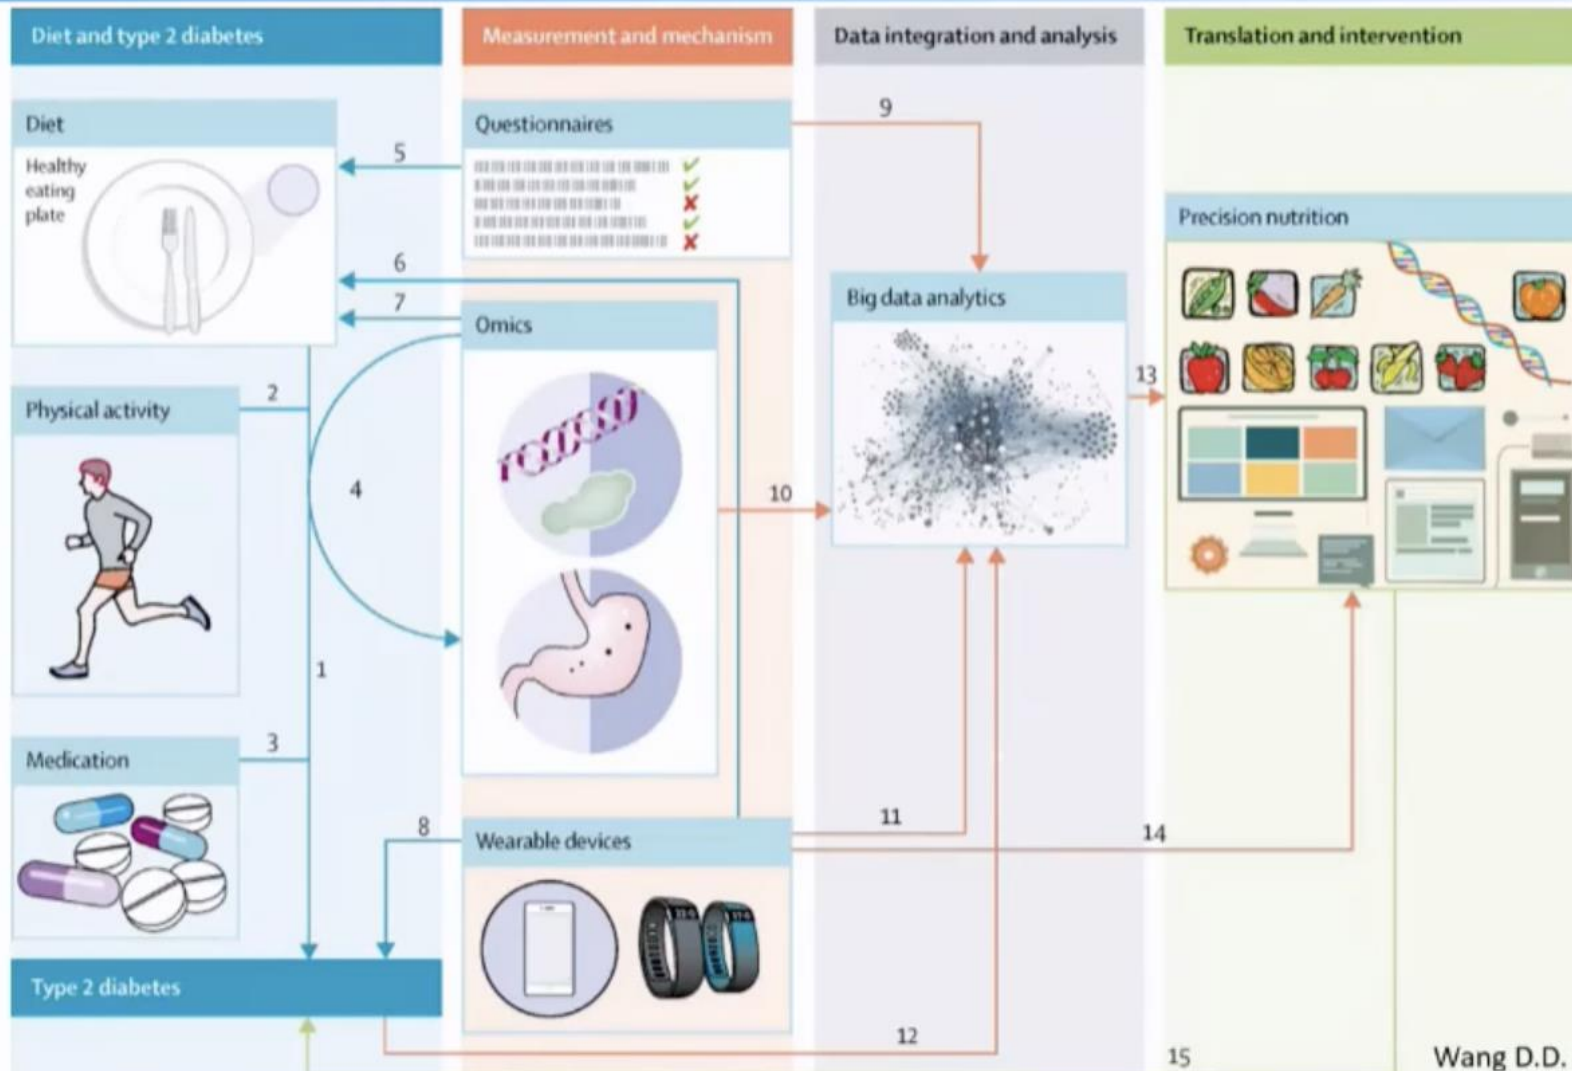 Diet and type 2 diabetes
Measurement and mechanism
Data integration and analysis
Translation and intervention
Diet
Healthy
eating
plate
5
6
7
Physical activity
2
4
1
Medication
3
8
Type 2 diabetes
Questionnaires
Omics
Wearable devices
9
10
Big data analytics
11
12
13
14
Precision nutrition
15
Wang D.D.